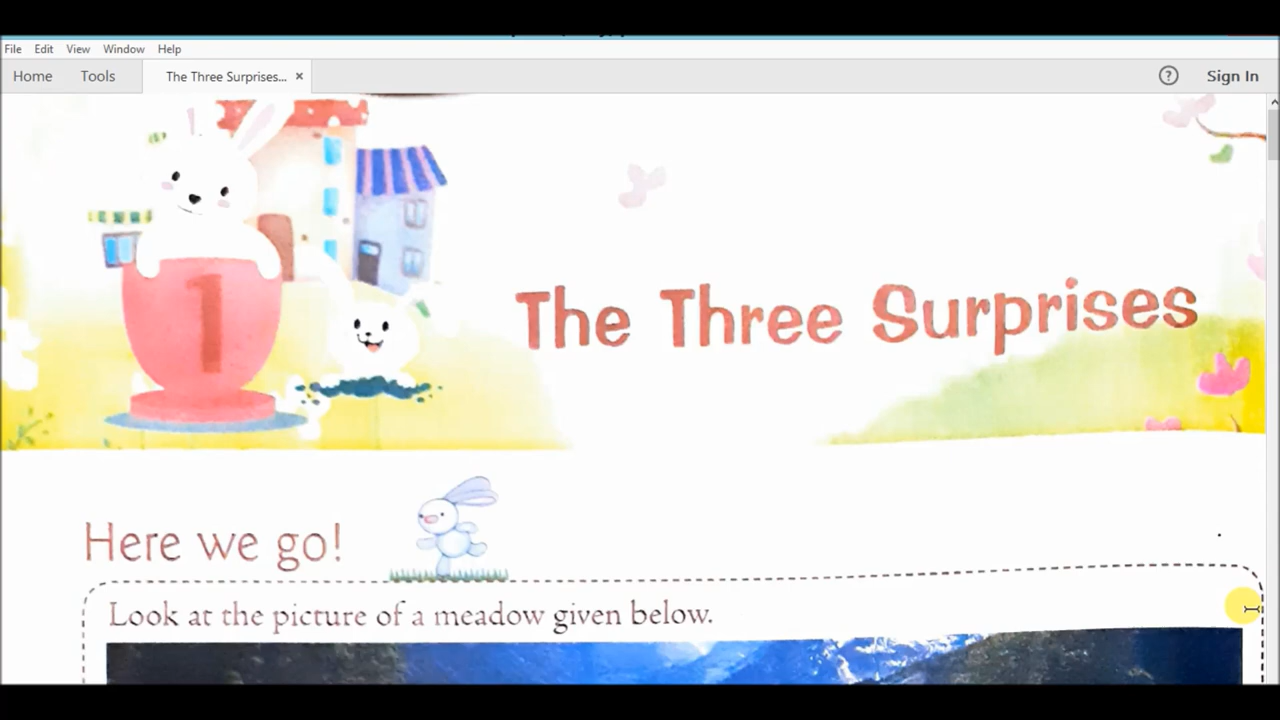 File Edit View Window Help
Home Tools The Three Surprises... × ? Sign In
1
The Three Surprises
Here we go!
Look at the picture of a meadow given below.